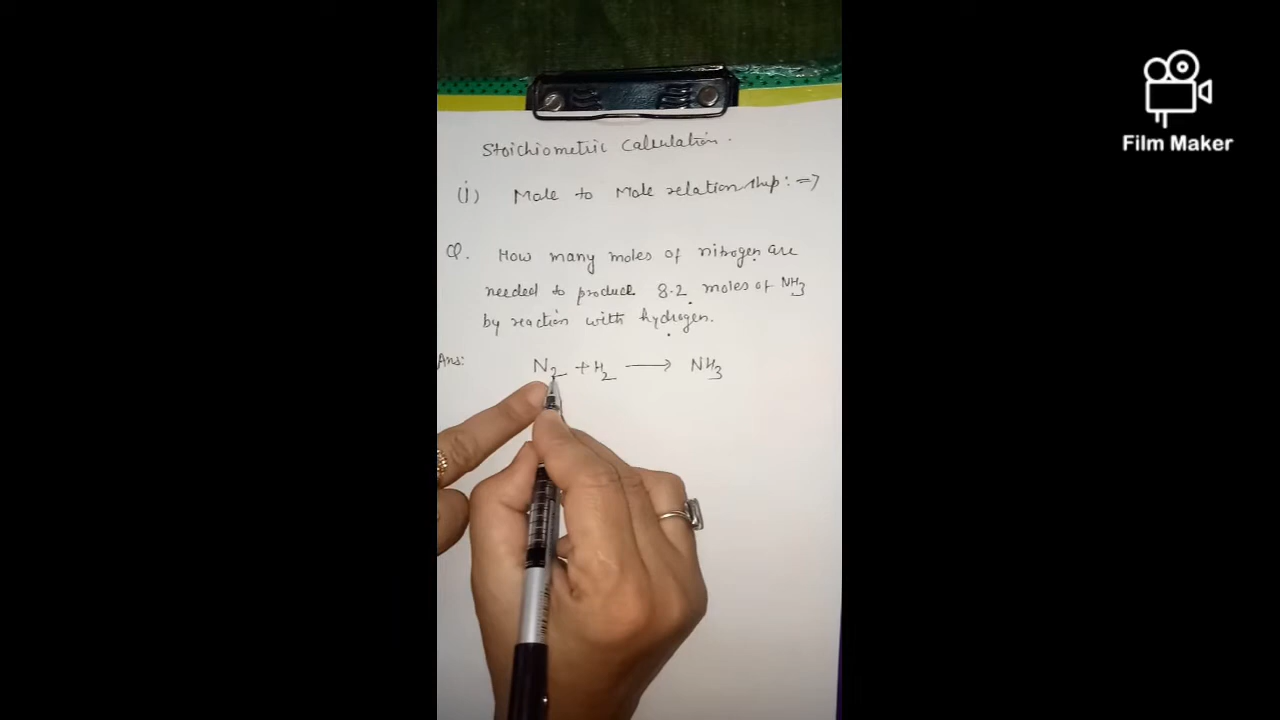 Stoichiometric Calculation.
(i) Mole to Mole relationship: =>
Q. How many moles of nitrogen are
needed to produce 8.2 moles of NH3
by reaction with hydrogen.
Ans: N2 + H2 ⟶ NH3
Film Maker